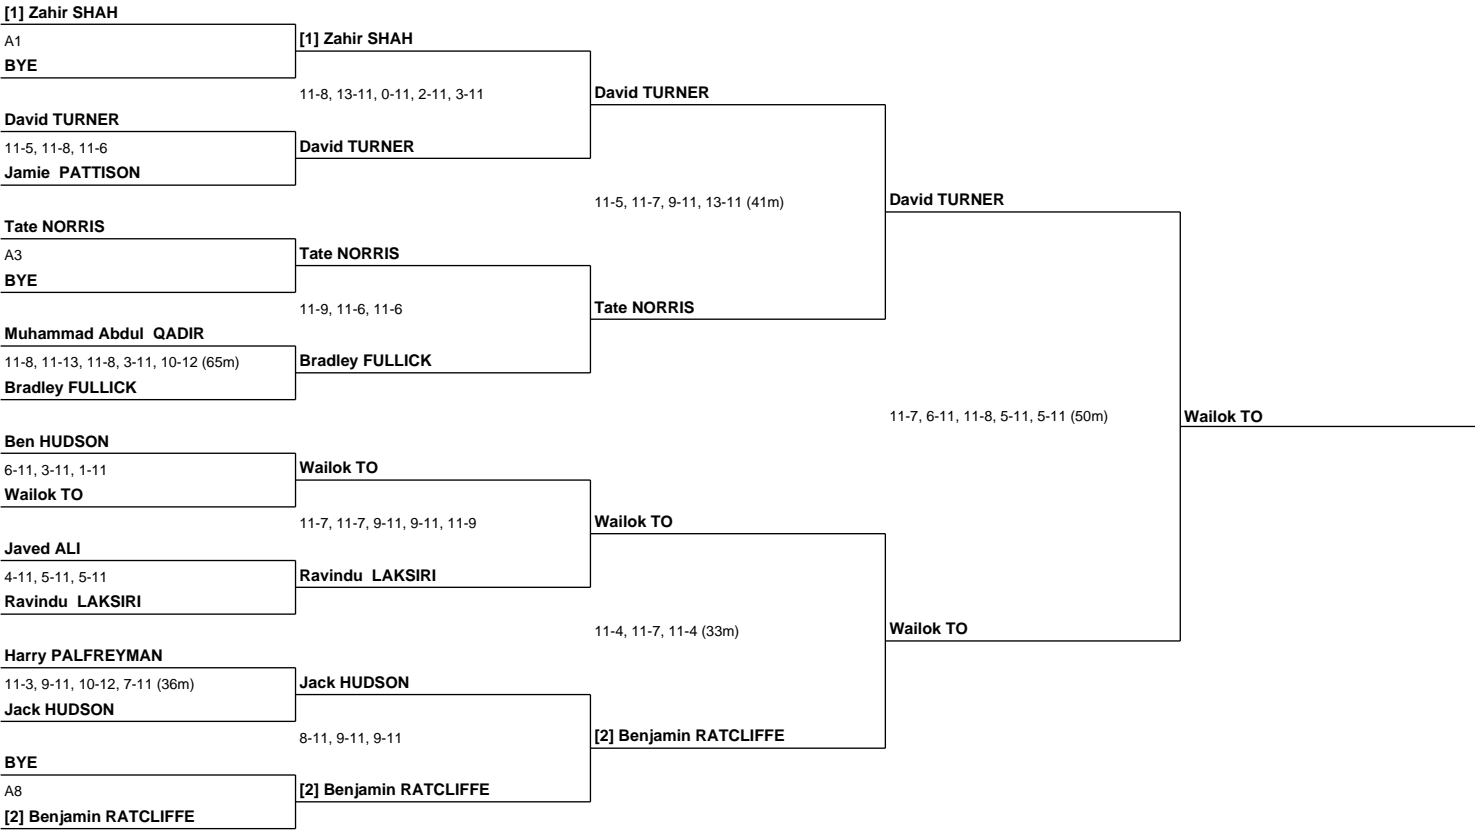 [1] Zahir SHAH
A1
BYE
[1] Zahir SHAH
11-8, 13-11, 0-11, 2-11, 3-11
David TURNER
David TURNER
11-5, 11-8, 11-6
Jamie  PATTISON
David TURNER
11-5, 11-7, 9-11, 13-11 (41m)
David TURNER
Tate NORRIS
A3
BYE
Tate NORRIS
11-9, 11-6, 11-6
Tate NORRIS
Muhammad Abdul  QADIR
11-8, 11-13, 11-8, 3-11, 10-12 (65m)
Bradley FULLICK
Bradley FULLICK
11-7, 6-11, 11-8, 5-11, 5-11 (50m)
Wailok TO
Ben HUDSON
6-11, 3-11, 1-11
Wailok TO
Wailok TO
11-7, 11-7, 9-11, 9-11, 11-9
Wailok TO
Javed ALI
4-11, 5-11, 5-11
Ravindu  LAKSIRI
Ravindu  LAKSIRI
11-4, 11-7, 11-4 (33m)
Wailok TO
Harry PALFREYMAN
11-3, 9-11, 10-12, 7-11 (36m)
Jack HUDSON
Jack HUDSON
8-11, 9-11, 9-11
[2] Benjamin RATCLIFFE
BYE
A8
[2] Benjamin RATCLIFFE
[2] Benjamin RATCLIFFE